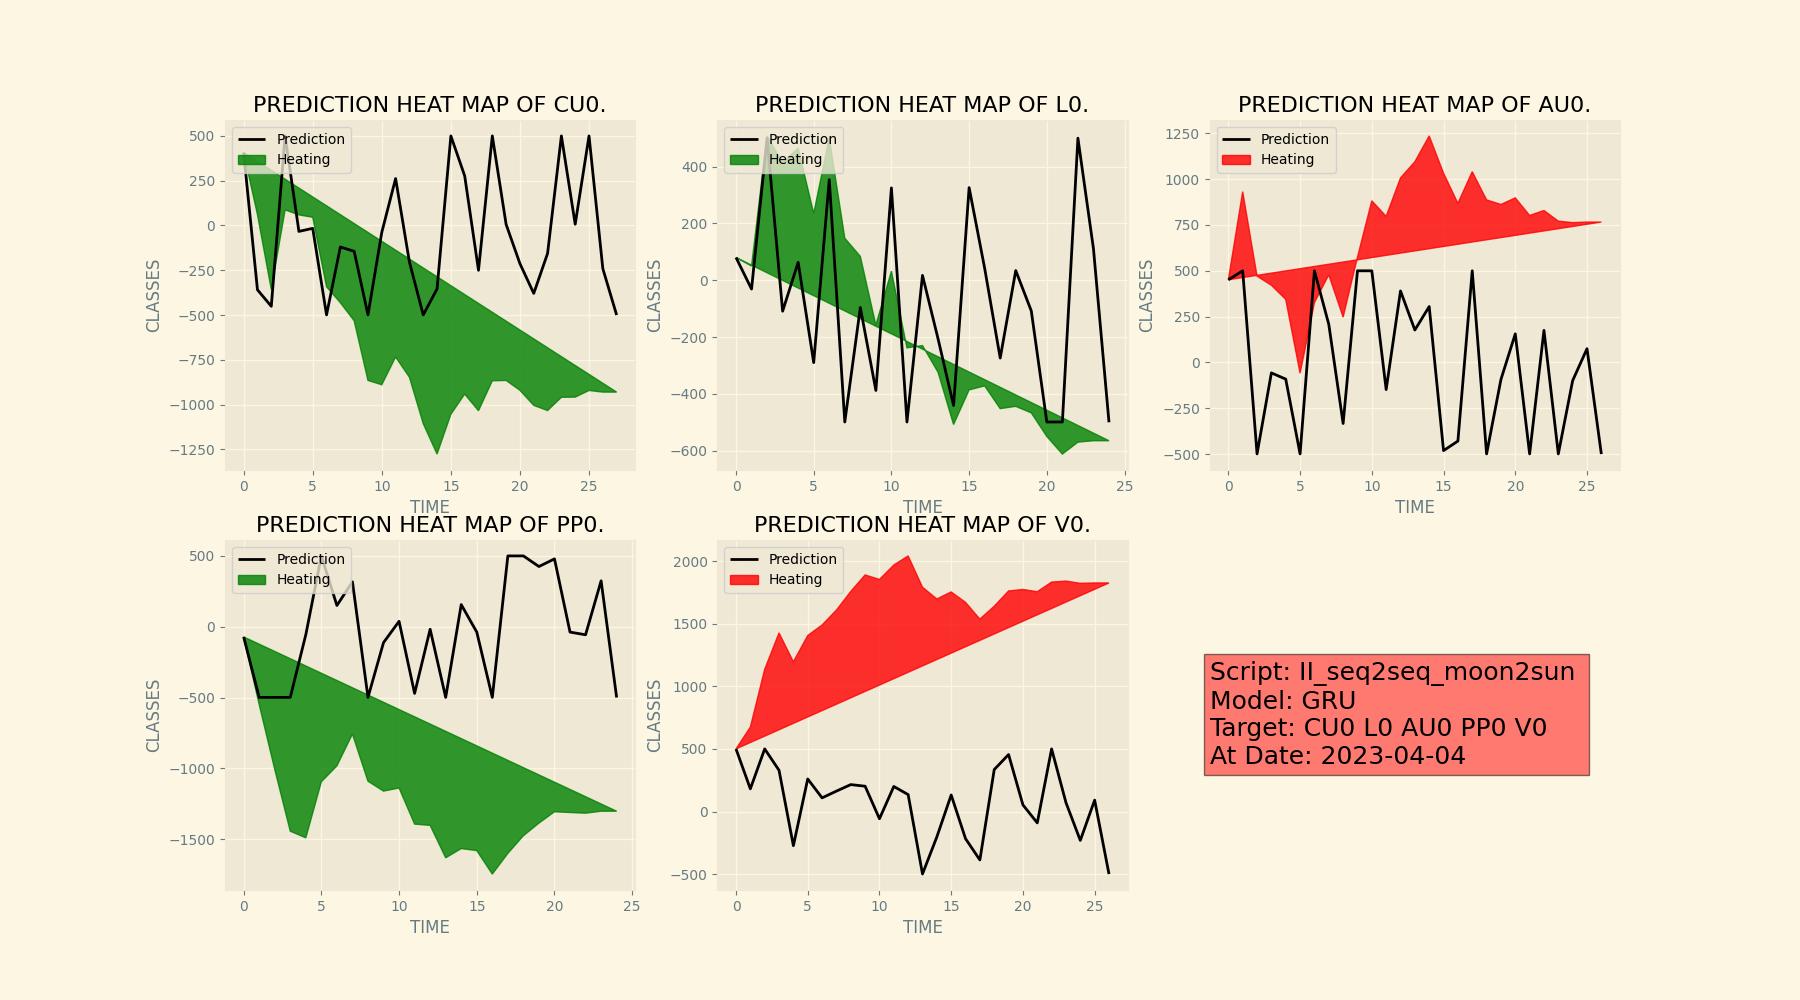 PREDICTION HEAT MAP OF CU0.
500
250
0
−250
−500
−750
−1000
−1250
CLASSES
Prediction
Heating
0 5 10 15 20 25
TIME
PREDICTION HEAT MAP OF L0.
400
200
0
−200
−400
−600
CLASSES
Prediction
Heating
0 5 10 15 20 25
TIME
PREDICTION HEAT MAP OF AU0.
1250
1000
750
500
250
0
−250
−500
CLASSES
Prediction
Heating
0 5 10 15 20 25
TIME
PREDICTION HEAT MAP OF PP0.
500
0
−500
−1000
−1500
CLASSES
Prediction
Heating
0 5 10 15 20 25
TIME
PREDICTION HEAT MAP OF V0.
2000
1500
1000
500
0
−500
CLASSES
Prediction
Heating
0 5 10 15 20 25
TIME
Script: II_seq2seq_moon2sun
Model: GRU
Target: CU0 L0 AU0 PP0 V0
At Date: 2023-04-04